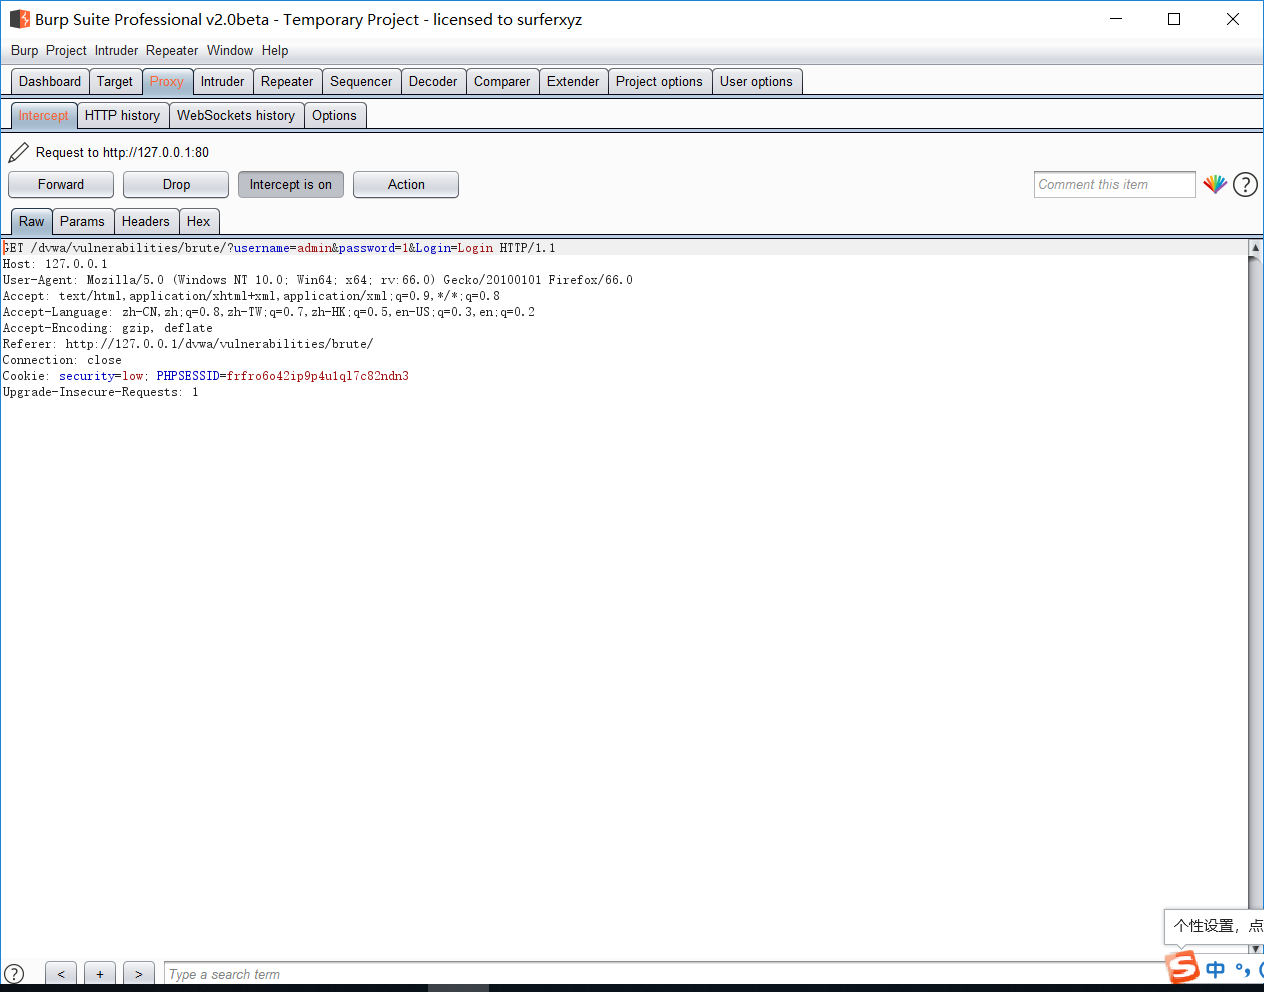 Burp Suite Professional v2.0beta - Temporary Project - licensed to surferxyz
Burp Project Intruder Repeater Window Help
Dashboard Target Proxy Intruder Repeater Sequencer Decoder Comparer Extender Project options User options
Intercept HTTP history WebSockets history Options
Request to http://127.0.0.1:80
Forward Drop Intercept is on Action Comment this item ?
Raw Params Headers Hex
GET /dvwa/vulnerabilities/brute/?username=admin&password=1&Login=Login HTTP/1.1
Host: 127.0.0.1
User-Agent: Mozilla/5.0 (Windows NT 10.0; Win64; x64; rv:66.0) Gecko/20100101 Firefox/66.0
Accept: text/html,application/xhtml+xml,application/xml;q=0.9,*/*;q=0.8
Accept-Language: zh-CN,zh;q=0.8,zh-TW;q=0.7,zh-HK;q=0.5,en-US;q=0.3,en;q=0.2
Accept-Encoding: gzip, deflate
Referer: http://127.0.0.1/dvwa/vulnerabilities/brute/
Connection: close
Cookie: security=low; PHPSESSID=frfro6o42ip9p4u1ql7c82ndn3
Upgrade-Insecure-Requests: 1
个性设置，点
? < + > Type a search term
S 中 °,